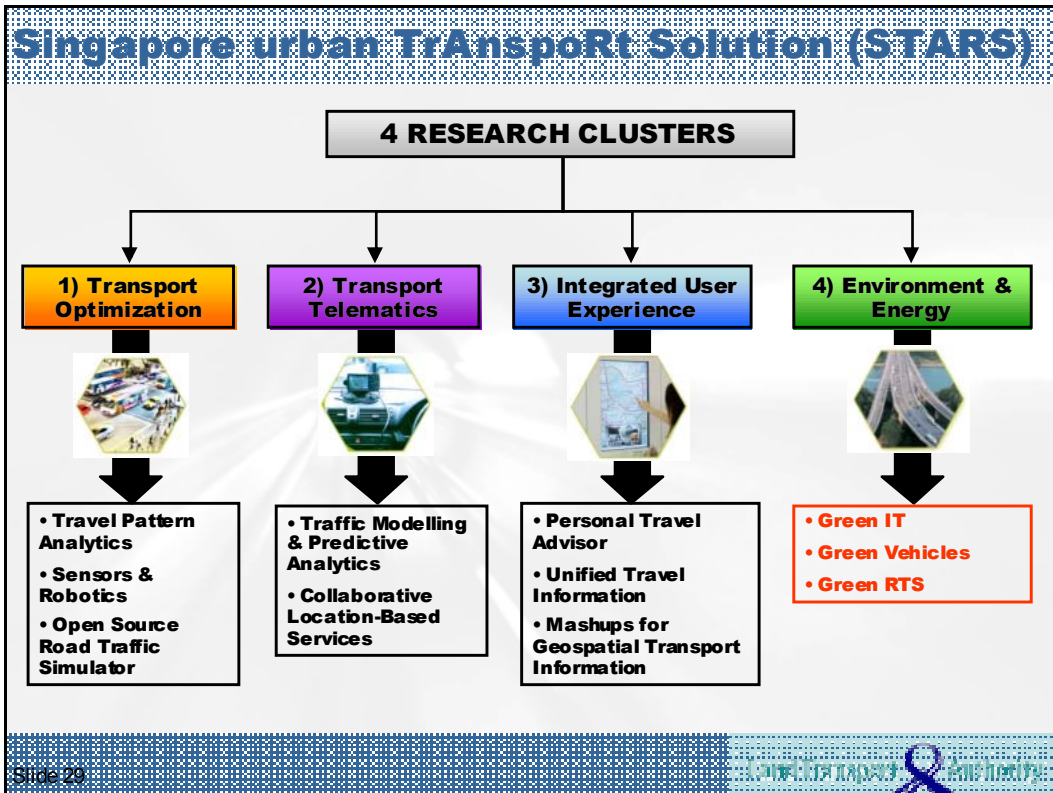 Singapore urban TrAnspoRt Solution (STARS)
4 RESEARCH CLUSTERS
1) Transport
Optimization
2) Transport
Telematics
3) Integrated User
Experience
4) Environment &
Energy
• Travel Pattern
Analytics
• Sensors &
Robotics
• Open Source
Road Traffic
Simulator
• Traffic Modelling
& Predictive
Analytics
• Collaborative
Location-Based
Services
• Personal Travel
Advisor
• Unified Travel
Information
• Mashups for
Geospatial Transport
Information
• Green IT
• Green Vehicles
• Green RTS
Slide 29
Land Transport Authority